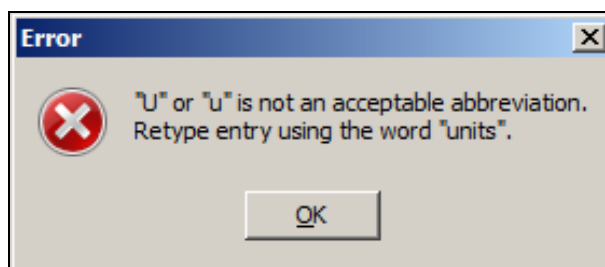 Error
"U" or "u" is not an acceptable abbreviation.
Retype entry using the word "units".
OK